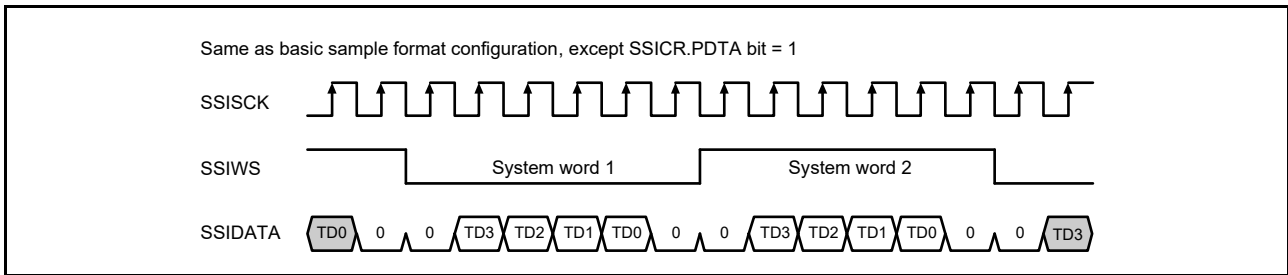 Same as basic sample format configuration, except SSICR.PDTA bit = 1
SSISCK
SSIWS System word 1 System word 2
SSIDATA TD0 0 0 TD3 TD2 TD1 TD0 0 0 TD3 TD2 TD1 TD0 0 0 TD3